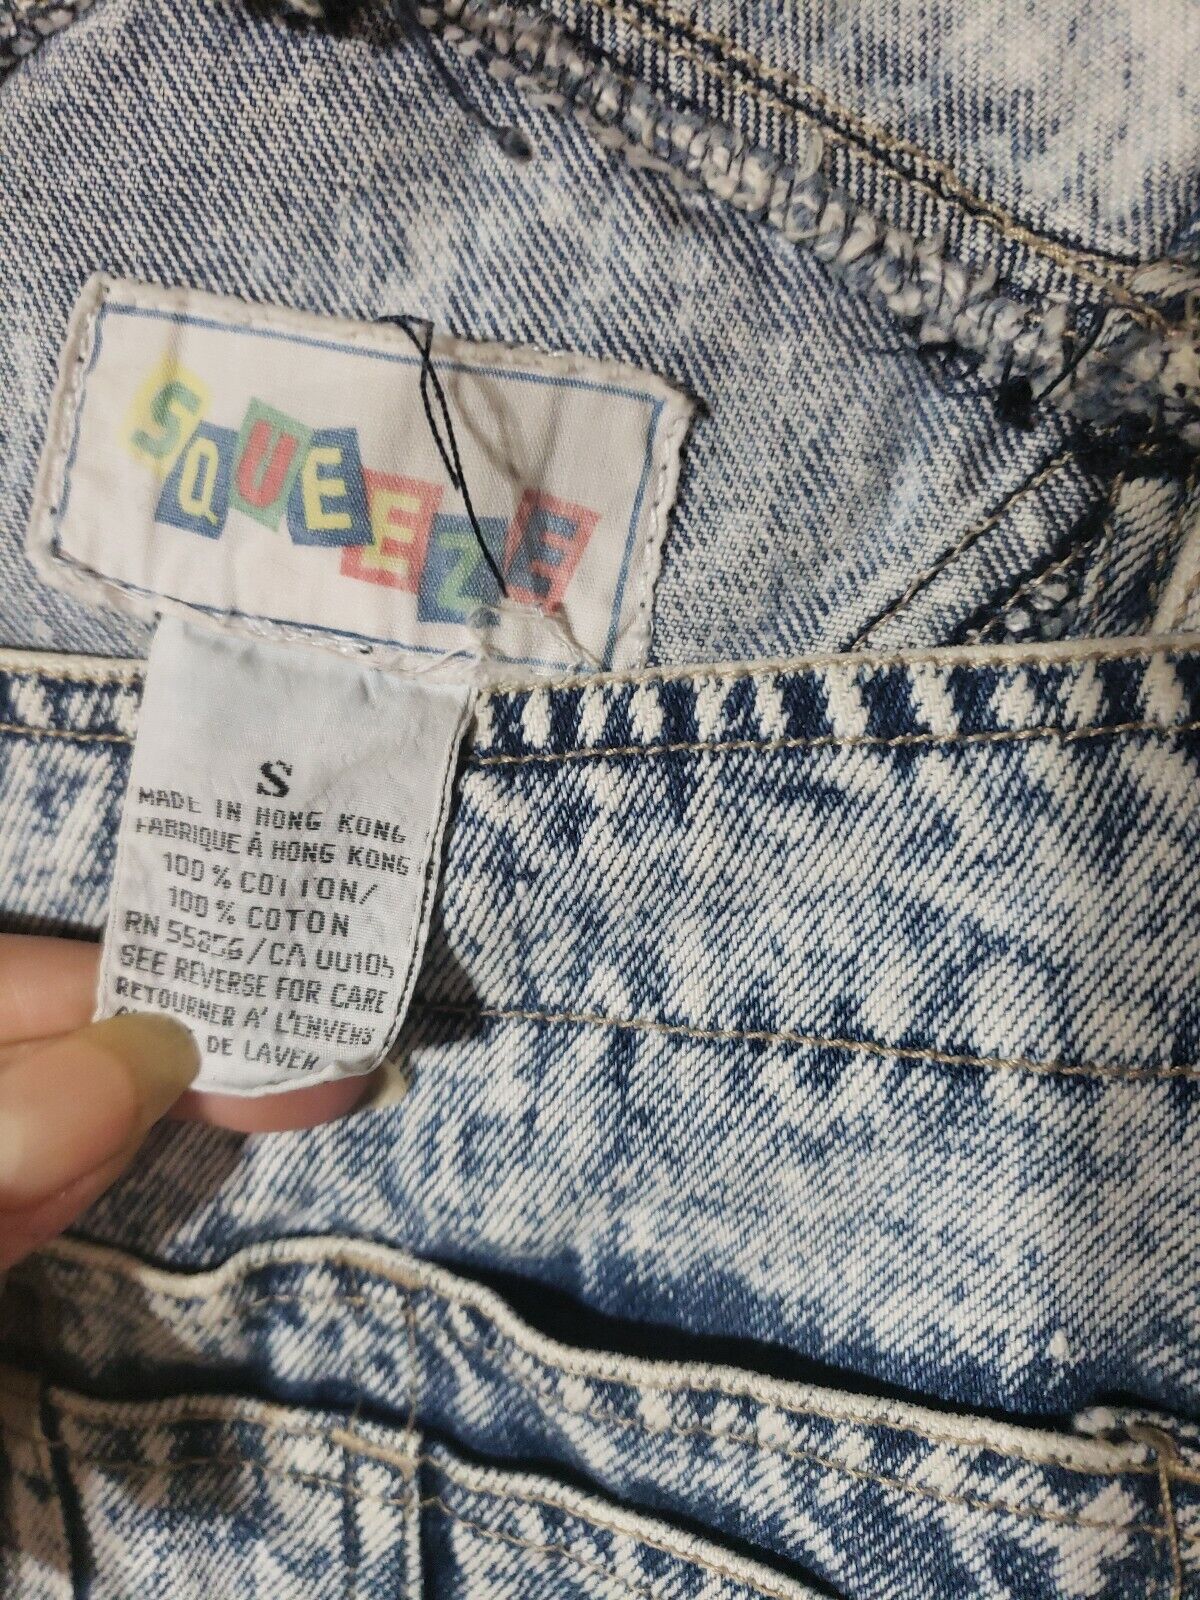 SQUEEZE
S
MADE IN HONG KONG
FABRIQUE À HONG KONG
100% COTTON/
100% COTON
RN 55856/CA 00105
SEE REVERSE FOR CARE
RETOURNER A' L'ENVERS
DE LAVER